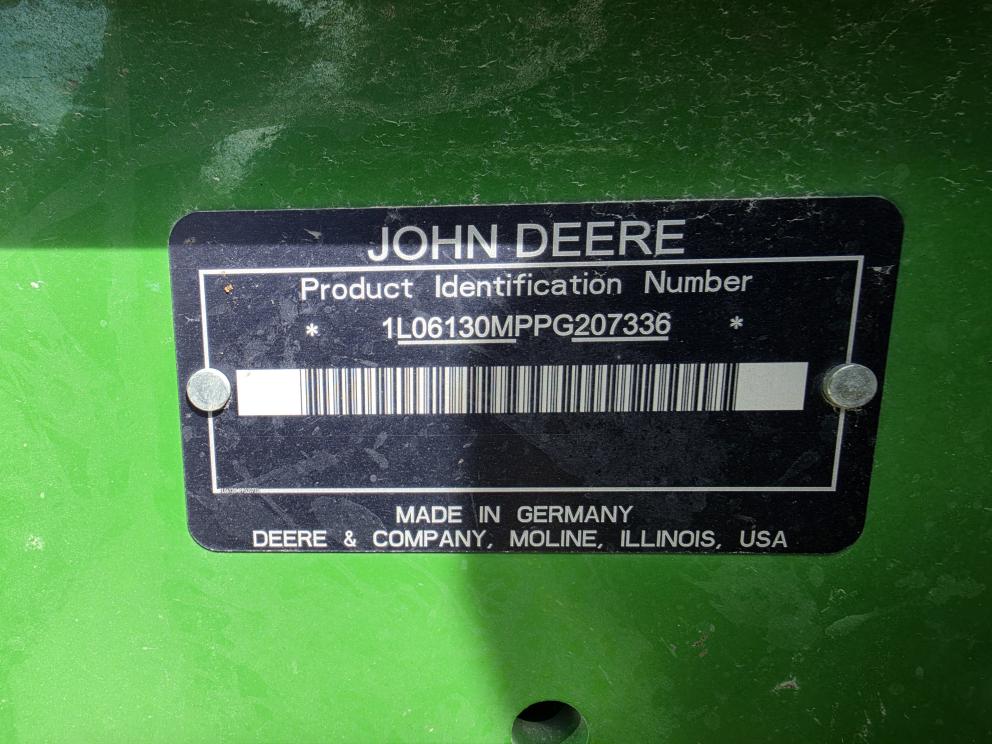 JOHN DEERE
Product Identification Number
* 1L06130MPPG207336 *
MADE IN GERMANY
DEERE & COMPANY, MOLINE, ILLINOIS, USA